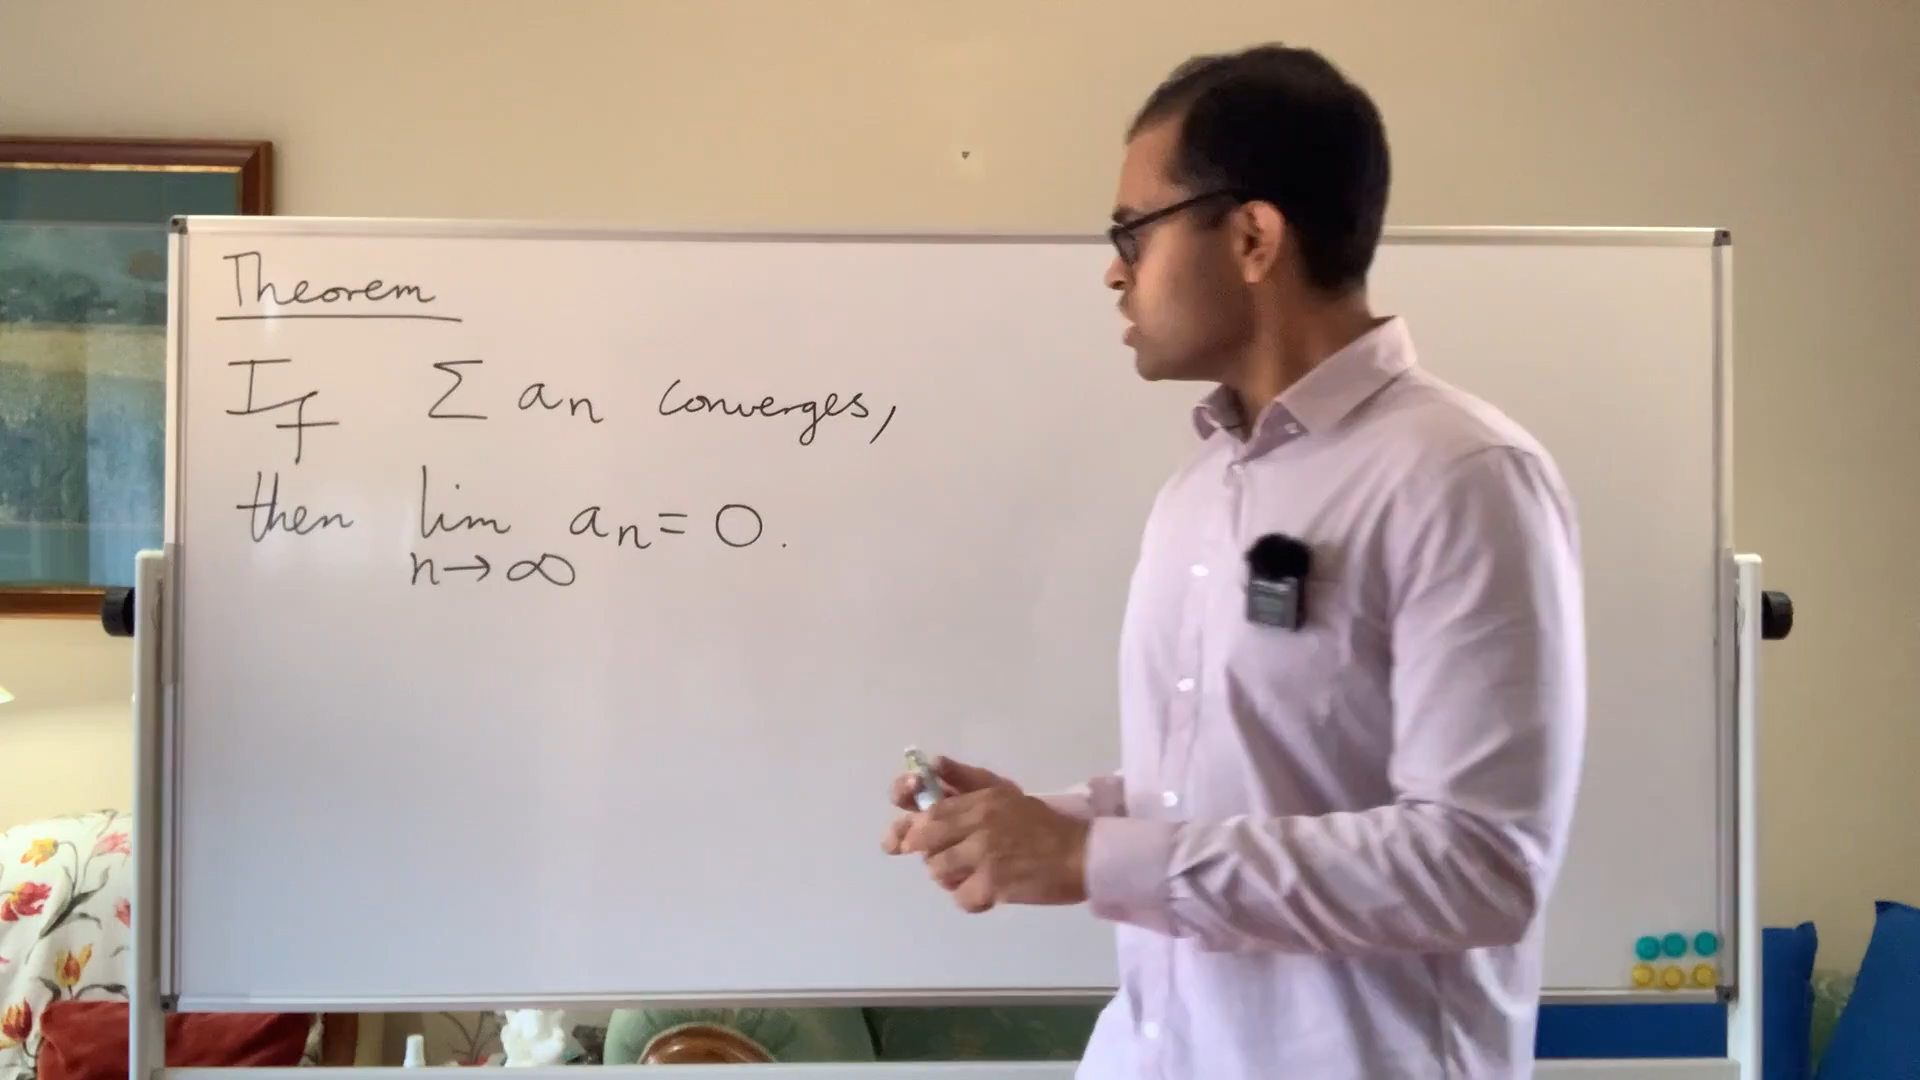 Theorem
If Σ an converges,
then lim an = 0.
n→∞